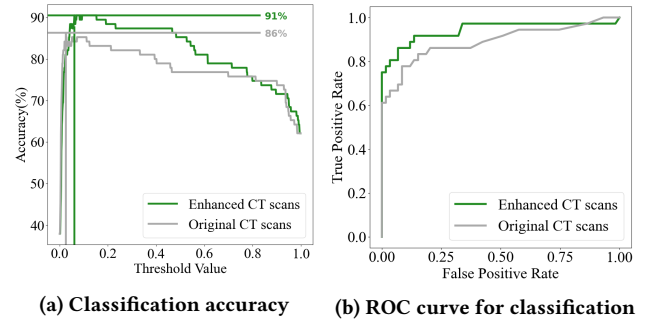 90
80
70
60
50
40
Accuracy(%)
91%
86%
Enhanced CT scans
Original CT scans
0.0 0.2 0.4 0.6 0.8 1.0
Threshold Value
(a) Classification accuracy
1.0
0.8
0.6
0.4
0.2
0.0
True Positive Rate
Enhanced CT scans
Original CT scans
0.00 0.25 0.50 0.75 1.00
False Positive Rate
(b) ROC curve for classification